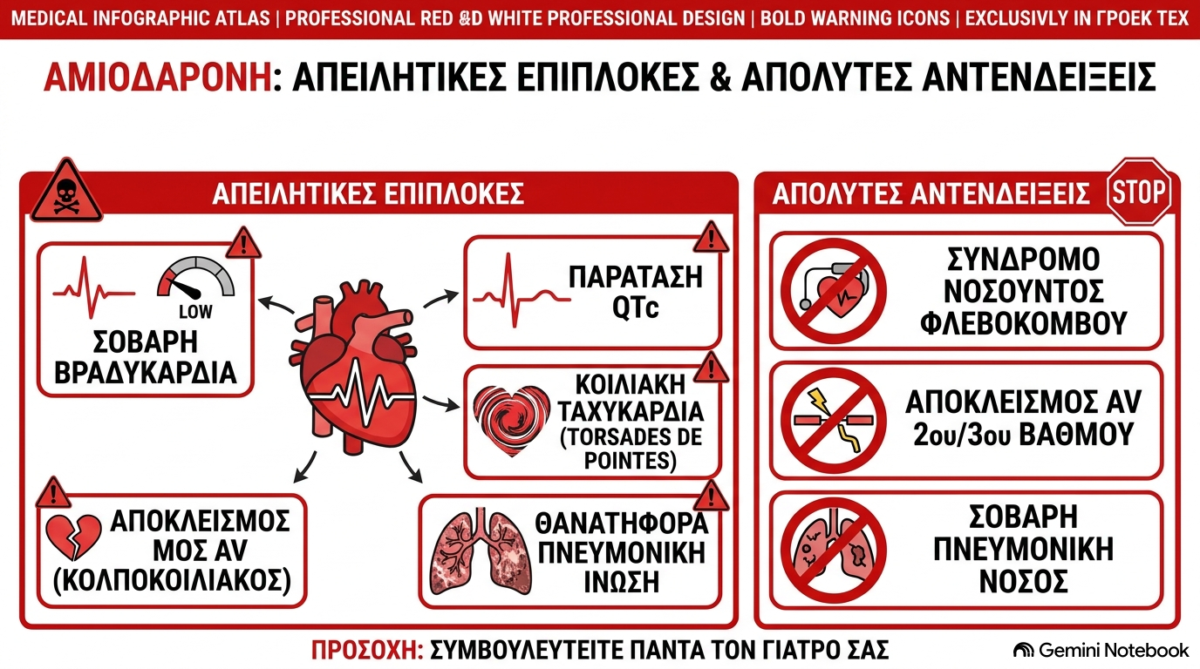 MEDICAL INFOGRAPHIC ATLAS | PROFESSIONAL RED &D WHITE PROFESSIONAL DESIGN | BOLD WARNING ICONS | EXCLUSIVLY IN ΓΡΟΕΚ TEX
ΑΜΙΟΔΑΡΟΝΗ: ΑΠΕΙΛΗΤΙΚΕΣ ΕΠΙΠΛΟΚΕΣ & ΑΠΟΛΥΤΕΣ ΑΝΤΕΝΔΕΙΞΕΙΣ
ΑΠΕΙΛΗΤΙΚΕΣ ΕΠΙΠΛΟΚΕΣ
LOW
ΣΟΒΑΡΗ
ΒΡΑΔΥΚΑΡΔΙΑ
ΠΑΡΑΤΑΣΗ
QTc
ΚΟΙΛΙΑΚΗ
ΤΑΧΥΚΑΡΔΙΑ
(TORSADES DE
POINTES)
ΑΠΟΚΛΕΙΣΜΟΣ
ΜΟΣ AV
(ΚΟΛΠΟΚΟΙΛΙΑΚΟΣ)
ΘΑΝΑΤΗΦΟΡΑ
ΠΝΕΥΜΟΝΙΚΗ
ΙΝΩΣΗ
ΑΠΟΛΥΤΕΣ ΑΝΤΕΝΔΕΙΞΕΙΣ
STOP
ΣΥΝΔΡΟΜΟ
ΝΟΣΟΥΝΤΟΣ
ΦΛΕΒΟΚΟΜΒΟΥ
ΑΠΟΚΛΕΙΣΜΟΣ AV
2ου/3ου ΒΑΘΜΟΥ
ΣΟΒΑΡΗ
ΠΝΕΥΜΟΝΙΚΗ
ΝΟΣΟΣ
ΠΡΟΣΟΧΗ: ΣΥΜΒΟΥΛΕΥΤΕΙΤΕ ΠΑΝΤΑ ΤΟΝ ΓΙΑΤΡΟ ΣΑΣ
Gemini Notebook